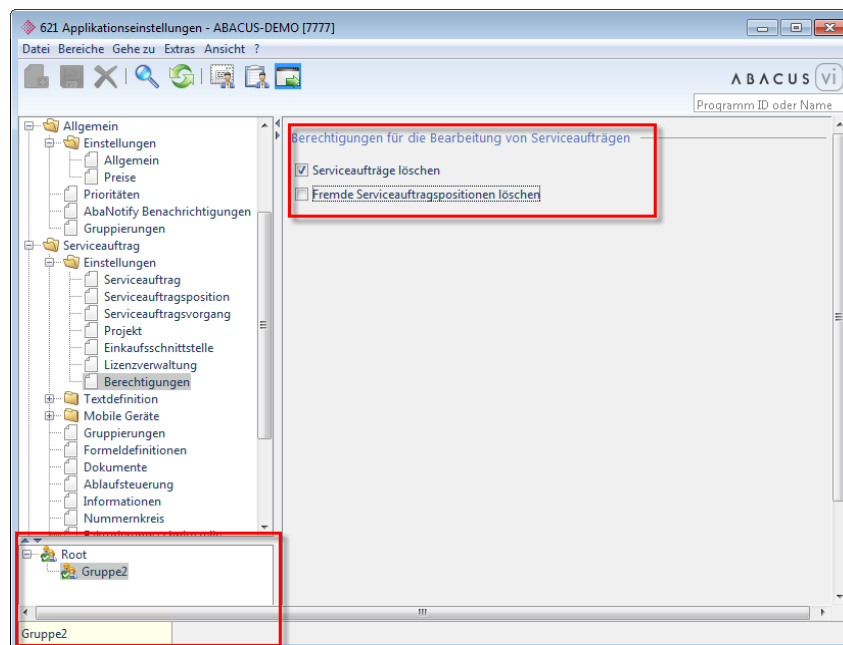 621 Applikationseinstellungen - ABACUS-DEMO [7777]
Datei Bereiche Gehe zu Extras Ansicht ?
ABACUS vi
Programm ID oder Name
Allgemein
Einstellungen
Allgemein
Preise
Prioritäten
AbaNotify Benachrichtigungen
Gruppierungen
Serviceauftrag
Einstellungen
Serviceauftrag
Serviceauftragsposition
Serviceauftragsvorgang
Projekt
Einkaufsschnittstelle
Lizenzverwaltung
Berechtigungen
Textdefinition
Mobile Geräte
Gruppierungen
Formeldefinitionen
Dokumente
Ablaufsteuerung
Informationen
Nummernkreis
Berechtigungen für die Bearbeitung von Serviceaufträgen
Serviceaufträge löschen
Fremde Serviceauftragspositionen löschen
Root
Gruppe2
Gruppe2